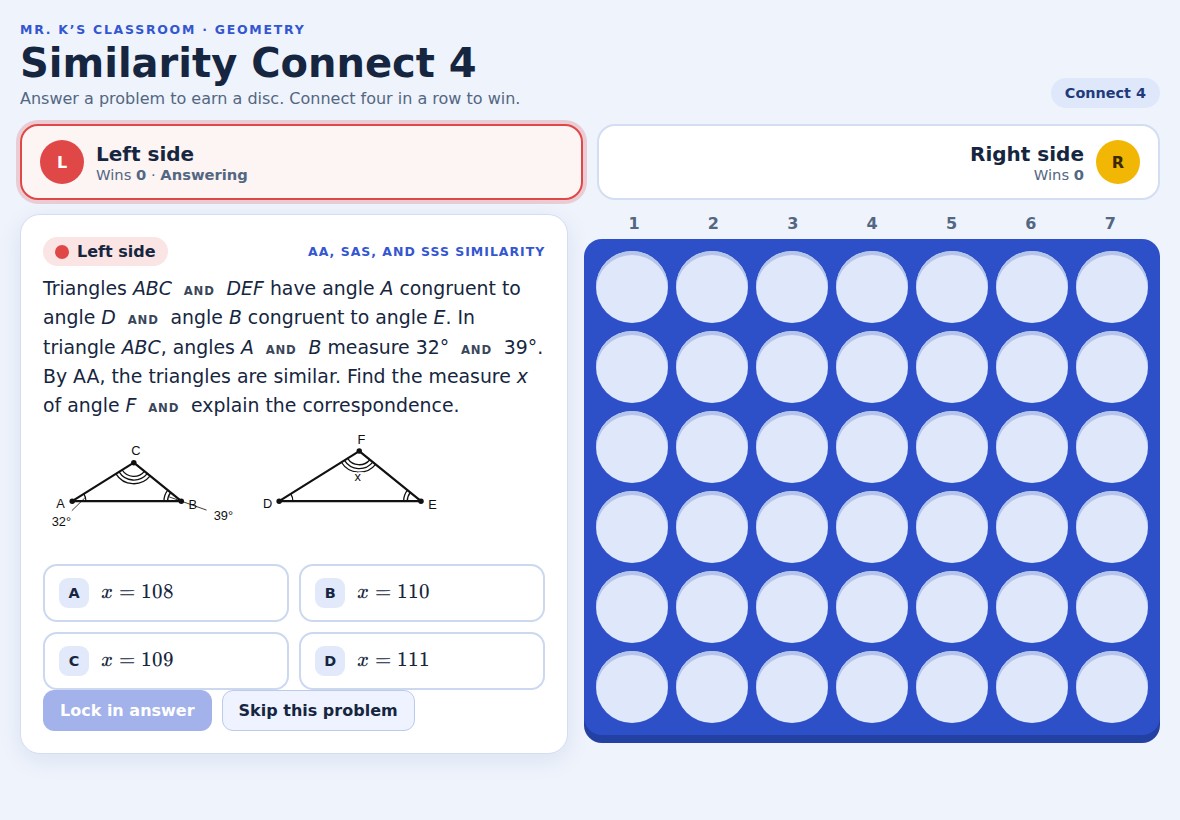 MR. K’S CLASSROOM · GEOMETRY
Similarity Connect 4
Answer a problem to earn a disc. Connect four in a row to win.
Connect 4
L
Left side
Wins 0 · Answering
Right side
Wins 0
R
Left side
AA, SAS, AND SSS SIMILARITY
Triangles ABC AND DEF have angle A congruent to
angle D AND angle B congruent to angle E. In
triangle ABC, angles A AND B measure 32° AND 39°.
By AA, the triangles are similar. Find the measure x
of angle F AND explain the correspondence.
C
A
B
32°
39°
F
x
D
E
A x = 108
B x = 110
C x = 109
D x = 111
Lock in answer
Skip this problem
1 2 3 4 5 6 7